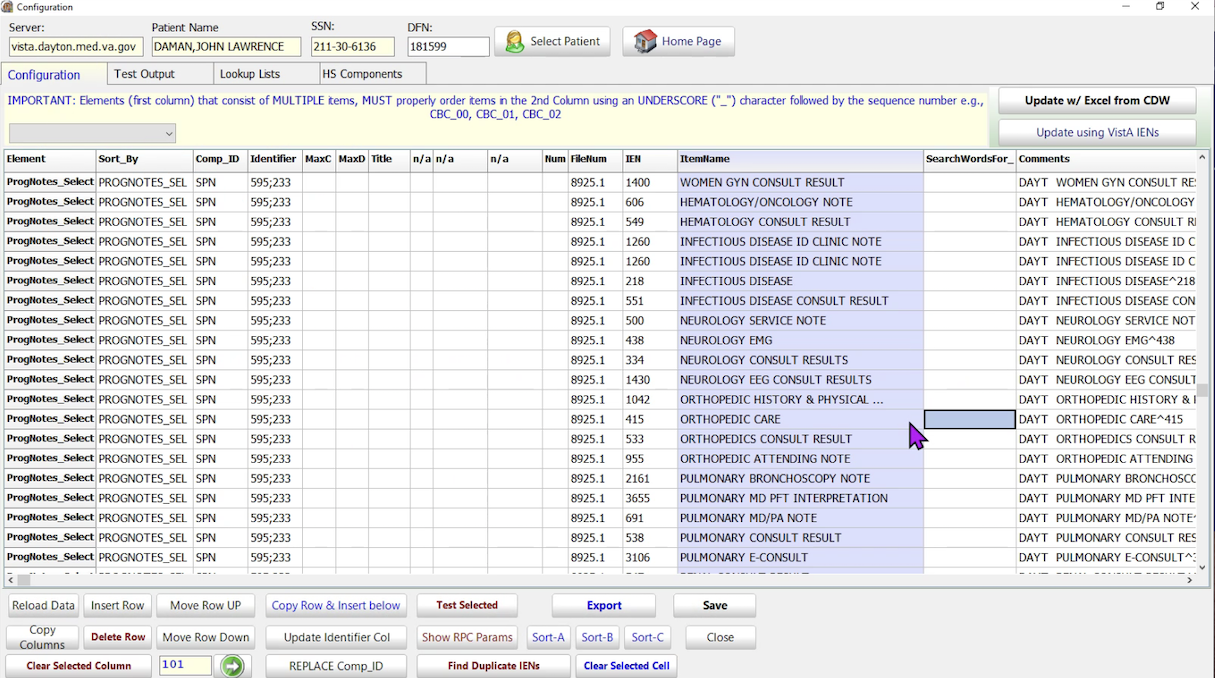 Configuration
Server: Patient Name SSN: DFN:
vista.dayton.med.va.gov DAMAN,JOHN LAWRENCE 211-30-6136 181599 Select Patient Home Page
Configuration Test Output Lookup Lists HS Components
IMPORTANT: Elements (first column) that consist of MULTIPLE items, MUST properly order items in the 2nd Column using an UNDERSCORE ("_") character followed by the sequence number e.g.,
CBC_00, CBC_01, CBC_02
Update w/ Excel from CDW
Update using VistA IENs
Element Sort_By Comp_ID Identifier MaxC MaxD Title n/a n/a n/a Num FileNum IEN ItemName SearchWordsFor_ Comments
ProgNotes_Select PROGNOTES_SEL SPN 595;233 8925.1 1400 WOMEN GYN CONSULT RESULT DAYT WOMEN GYN CONSULT RE
ProgNotes_Select PROGNOTES_SEL SPN 595;233 8925.1 606 HEMATOLOGY/ONCOLOGY NOTE DAYT HEMATOLOGY/ONCOLOGY
ProgNotes_Select PROGNOTES_SEL SPN 595;233 8925.1 549 HEMATOLOGY CONSULT RESULT DAYT HEMATOLOGY CONSULT R
ProgNotes_Select PROGNOTES_SEL SPN 595;233 8925.1 1260 INFECTIOUS DISEASE ID CLINIC NOTE DAYT INFECTIOUS DISEASE ID C
ProgNotes_Select PROGNOTES_SEL SPN 595;233 8925.1 1260 INFECTIOUS DISEASE ID CLINIC NOTE DAYT INFECTIOUS DISEASE ID C
ProgNotes_Select PROGNOTES_SEL SPN 595;233 8925.1 218 INFECTIOUS DISEASE DAYT INFECTIOUS DISEASE^218
ProgNotes_Select PROGNOTES_SEL SPN 595;233 8925.1 551 INFECTIOUS DISEASE CONSULT RESULT DAYT INFECTIOUS DISEASE CON
ProgNotes_Select PROGNOTES_SEL SPN 595;233 8925.1 500 NEUROLOGY SERVICE NOTE DAYT NEUROLOGY SERVICE NOT
ProgNotes_Select PROGNOTES_SEL SPN 595;233 8925.1 438 NEUROLOGY EMG DAYT NEUROLOGY EMG^438
ProgNotes_Select PROGNOTES_SEL SPN 595;233 8925.1 334 NEUROLOGY CONSULT RESULTS DAYT NEUROLOGY CONSULT RES
ProgNotes_Select PROGNOTES_SEL SPN 595;233 8925.1 1430 NEUROLOGY EEG CONSULT RESULTS DAYT NEUROLOGY EEG CONSULT
ProgNotes_Select PROGNOTES_SEL SPN 595;233 8925.1 1042 ORTHOPEDIC HISTORY & PHYSICAL ... DAYT ORTHOPEDIC HISTORY &
ProgNotes_Select PROGNOTES_SEL SPN 595;233 8925.1 415 ORTHOPEDIC CARE DAYT ORTHOPEDIC CARE^415
ProgNotes_Select PROGNOTES_SEL SPN 595;233 8925.1 533 ORTHOPEDICS CONSULT RESULT DAYT ORTHOPEDICS CONSULT R
ProgNotes_Select PROGNOTES_SEL SPN 595;233 8925.1 955 ORTHOPEDIC ATTENDING NOTE DAYT ORTHOPEDIC ATTENDING
ProgNotes_Select PROGNOTES_SEL SPN 595;233 8925.1 2161 PULMONARY BRONCHOSCOPY NOTE DAYT PULMONARY BRONCHOSC
ProgNotes_Select PROGNOTES_SEL SPN 595;233 8925.1 3655 PULMONARY MD PFT INTERPRETATION DAYT PULMONARY MD PFT INTE
ProgNotes_Select PROGNOTES_SEL SPN 595;233 8925.1 691 PULMONARY MD/PA NOTE DAYT PULMONARY MD/PA NOTE^
ProgNotes_Select PROGNOTES_SEL SPN 595;233 8925.1 538 PULMONARY CONSULT RESULT DAYT PULMONARY CONSULT RES
ProgNotes_Select PROGNOTES_SEL SPN 595;233 8925.1 3106 PULMONARY E-CONSULT DAYT PULMONARY E-CONSULT^3
Reload Data Insert Row Move Row UP Copy Row & Insert below Test Selected Export Save
Copy Columns Delete Row Move Row Down Update Identifier Col Show RPC Params Sort-A Sort-B Sort-C Close
Clear Selected Column 101 REPLACE Comp_ID Find Duplicate IENs Clear Selected Cell